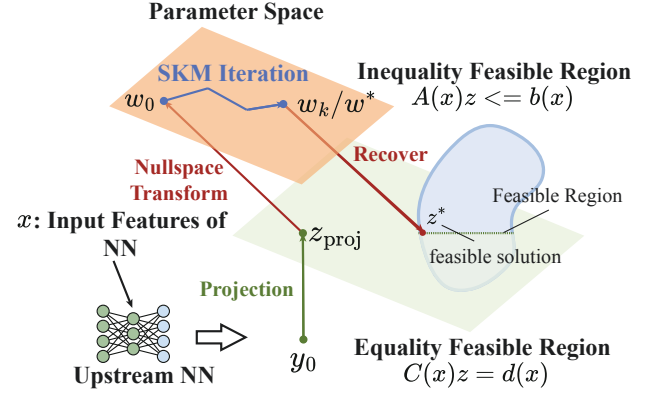 Parameter Space
SKM Iteration
w₀
wₖ/w*
Inequality Feasible Region
A(x)z <= b(x)
Nullspace
Transform
Recover
x: Input Features of
NN
z_proj
z*
Feasible Region
feasible solution
Projection
Upstream NN
y₀
Equality Feasible Region
C(x)z = d(x)